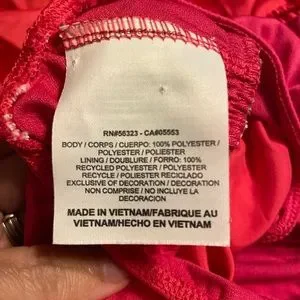 RN#56323 - CA#05553
BODY / CORPS / CUERPO: 100% POLYESTER /
POLYESTER / POLIESTER
LINING / DOUBLURE / FORRO: 100%
RECYCLED POLYESTER / POLYESTER
RECYCLE / POLIESTER RECICLADO
EXCLUSIVE OF DECORATION / DECORATION
NON COMPRISE / NO INCLUYE LA
DECORACION
MADE IN VIETNAM/FABRIQUE AU
VIETNAM/HECHO EN VIETNAM